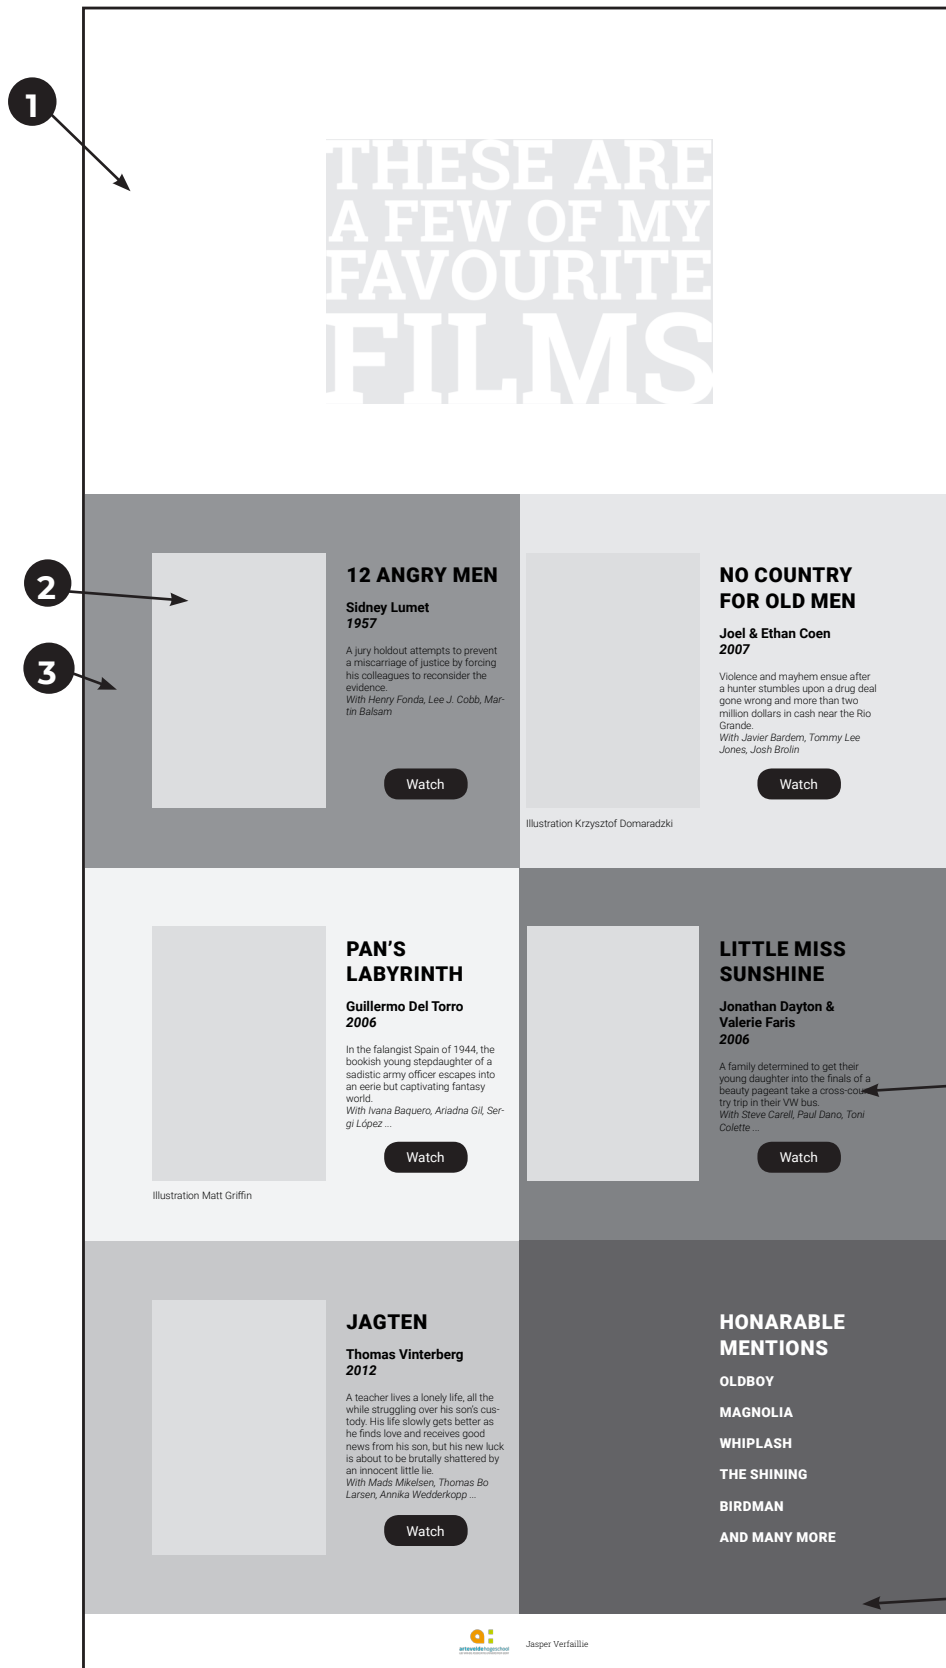 1
THESE ARE
A FEW OF MY
FAVOURITE
FILMS
2
3
12 ANGRY MEN
Sidney Lumet
1957
A jury holdout attempts to prevent
a miscarriage of justice by forcing
his colleagues to reconsider the
evidence.
With Henry Fonda, Lee J. Cobb, Mar-
tin Balsam
Watch
NO COUNTRY
FOR OLD MEN
Joel & Ethan Coen
2007
Violence and mayhem ensue after
a hunter stumbles upon a drug deal
gone wrong and more than two
million dollars in cash near the Rio
Grande.
With Javier Bardem, Tommy Lee
Jones, Josh Brolin
Watch
Illustration Krzysztof Domaradzki
PAN'S
LABYRINTH
Guillermo Del Torro
2006
In the falangist Spain of 1944, the
bookish young stepdaughter of a
sadistic army officer escapes into
an eerie but captivating fantasy
world.
With Ivana Baquero, Ariadna Gil, Ser-
gi López ...
Watch
Illustration Matt Griffin
LITTLE MISS
SUNSHINE
Jonathan Dayton &
Valerie Faris
2006
A family determined to get their
young daughter into the finals of a
beauty pageant take a cross-coun-
try trip in their VW bus.
With Steve Carell, Paul Dano, Toni
Colette ...
Watch
JAGTEN
Thomas Vinterberg
2012
A teacher lives a lonely life, all the
while struggling over his son's cus-
tody. His life slowly gets better as
he finds love and receives good
news from his son, but his new luck
is about to be brutally shattered by
an innocent little lie.
With Mads Mikelsen, Thomas Bo
Larsen, Annika Wedderkopp ...
Watch
HONARABLE
MENTIONS
OLDBOY
MAGNOLIA
WHIPLASH
THE SHINING
BIRDMAN
AND MANY MORE
arteveldehogeschool
Jasper Verfaillie